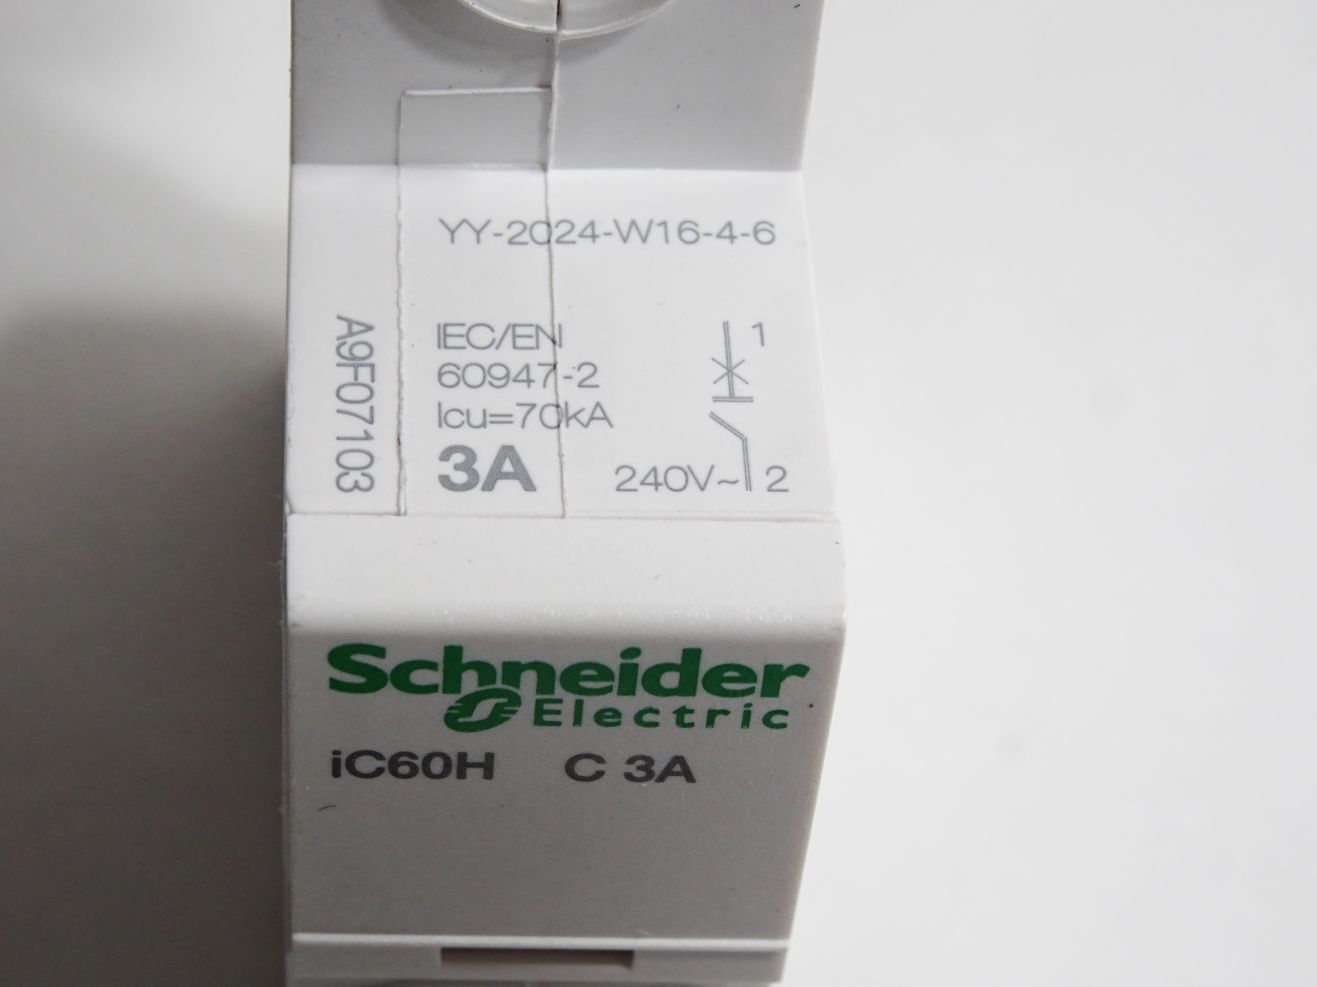 YY-2024-W16-4-6
A9F07103
IEC/EN
60947-2
Icu=70kA
3A
1
240V~
2
Schneider
Electric
iC60H C 3A